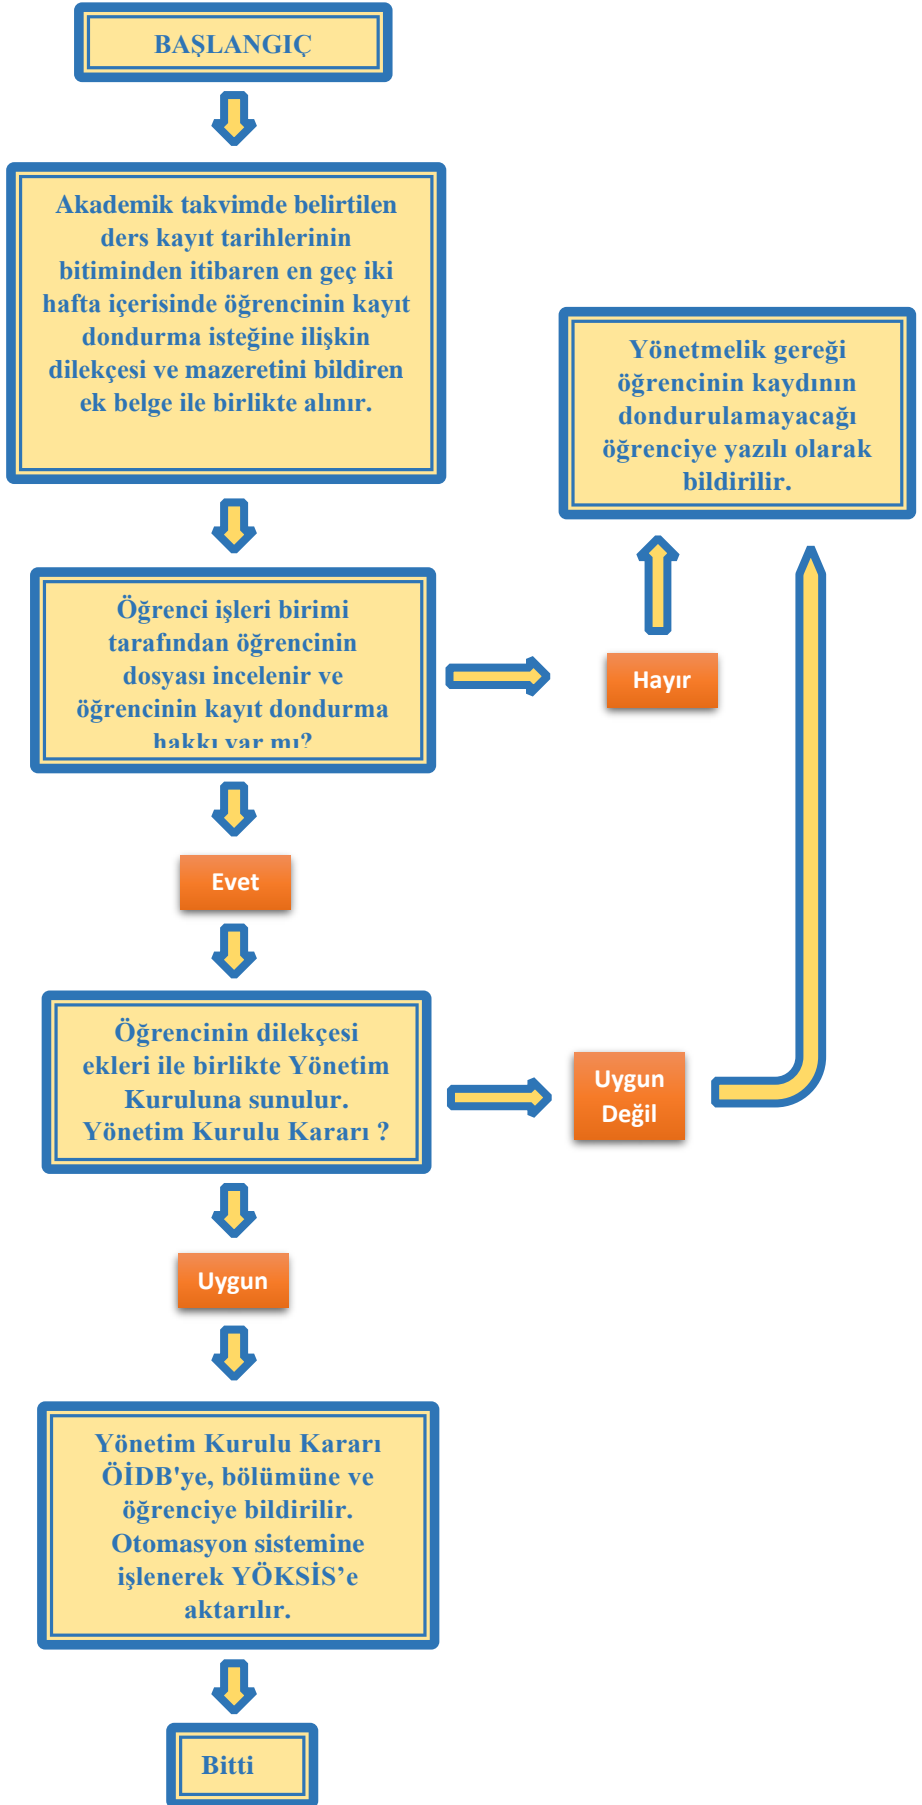 BAŞLANGIÇ
Akademik takvimde belirtilen
ders kayıt tarihlerinin
bitiminden itibaren en geç iki
hafta içerisinde öğrencinin kayıt
dondurma isteğine ilişkin
dilekçesi ve mazeretini bildiren
ek belge ile birlikte alınır.
Yönetmelik gereği
öğrencinin kaydının
dondurulamayacağı
öğrenciye yazılı olarak
bildirilir.
Öğrenci işleri birimi
tarafından öğrencinin
dosyası incelenir ve
öğrencinin kayıt dondurma
hakkı var mı?
Hayır
Evet
Öğrencinin dilekçesi
ekleri ile birlikte Yönetim
Kuruluna sunulur.
Yönetim Kurulu Kararı ?
Uygun
Değil
Uygun
Yönetim Kurulu Kararı
ÖİDB'ye, bölümüne ve
öğrenciye bildirilir.
Otomasyon sistemine
işlenerek YÖKSİS’e
aktarılır.
Bitti